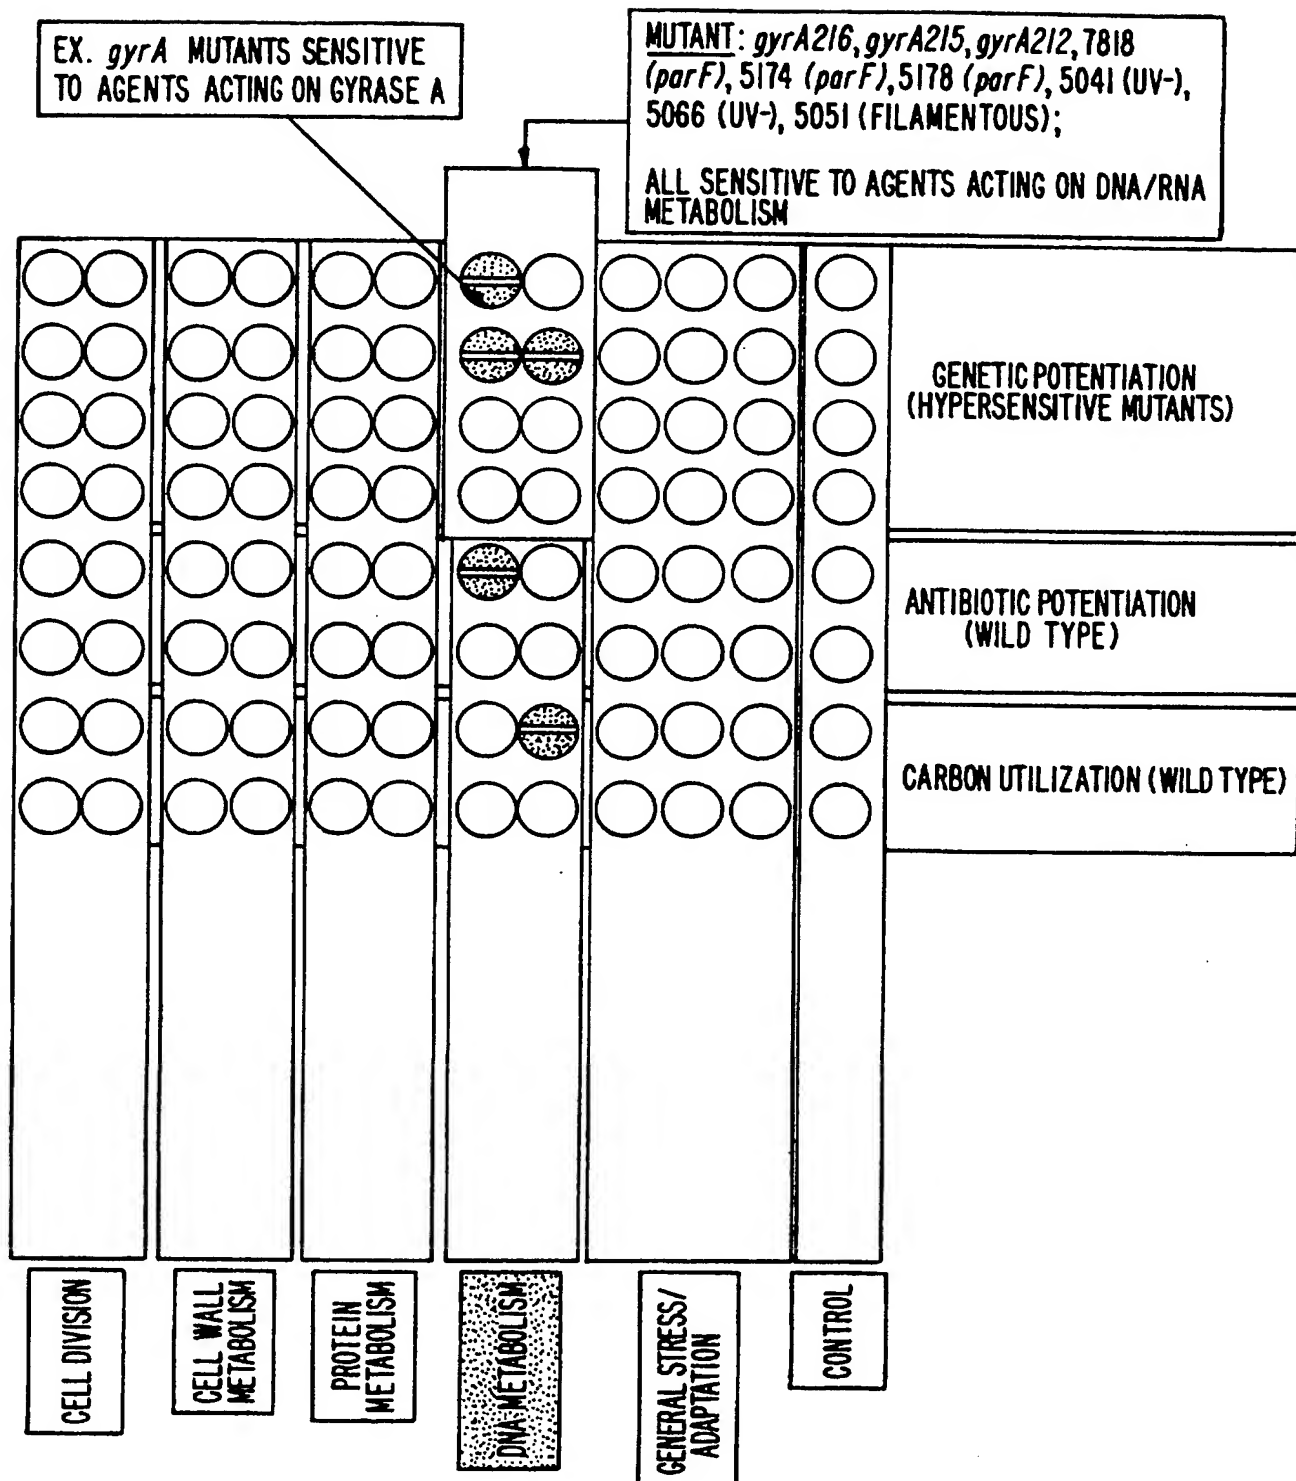 EX. gyrA MUTANTS SENSITIVE
TO AGENTS ACTING ON GYRASE A
MUTANT: gyrA216, gyrA215, gyrA212, 7818
(parF), 5174 (parF), 5178 (parF), 5041 (UV-),
5066 (UV-), 5051 (FILAMENTOUS);
ALL SENSITIVE TO AGENTS ACTING ON DNA/RNA
METABOLISM
GENETIC POTENTIATION
(HYPERSENSITIVE MUTANTS)
ANTIBIOTIC POTENTIATION
(WILD TYPE)
CARBON UTILIZATION (WILD TYPE)
CELL DIVISION
CELL WALL
METABOLISM
PROTEIN
METABOLISM
DNA METABOLISM
GENERAL STRESS/
ADAPTATION
CONTROL